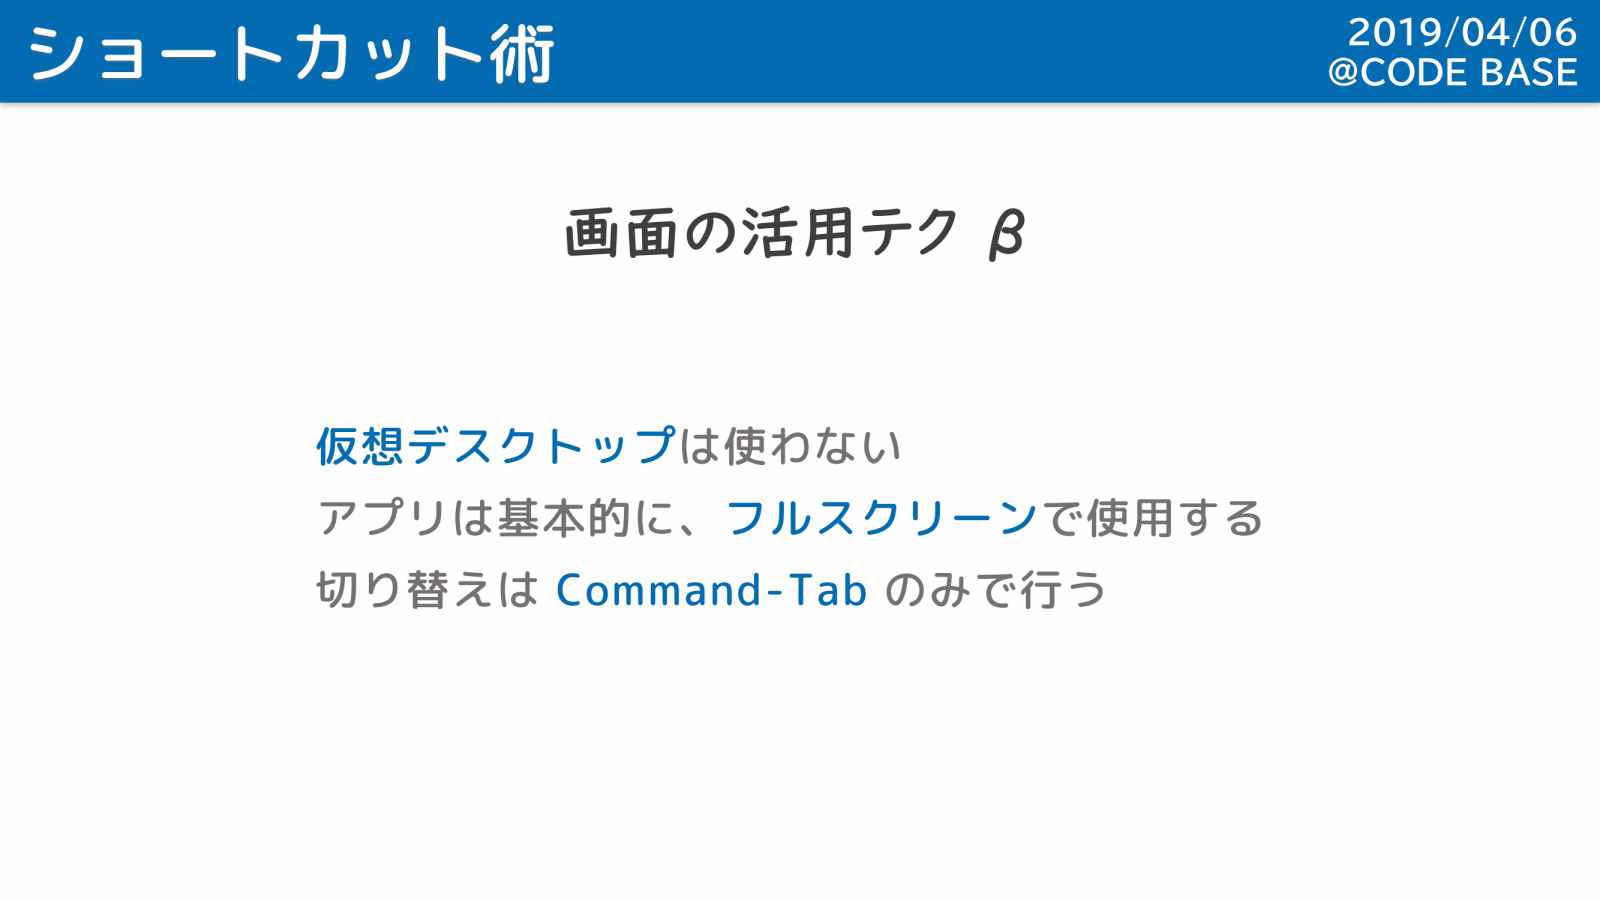 ショートカット術
2019/04/06
@CODE BASE
画面の活用テク β
仮想デスクトップは使わない
アプリは基本的に、フルスクリーンで使用する
切り替えは Command-Tab のみで行う